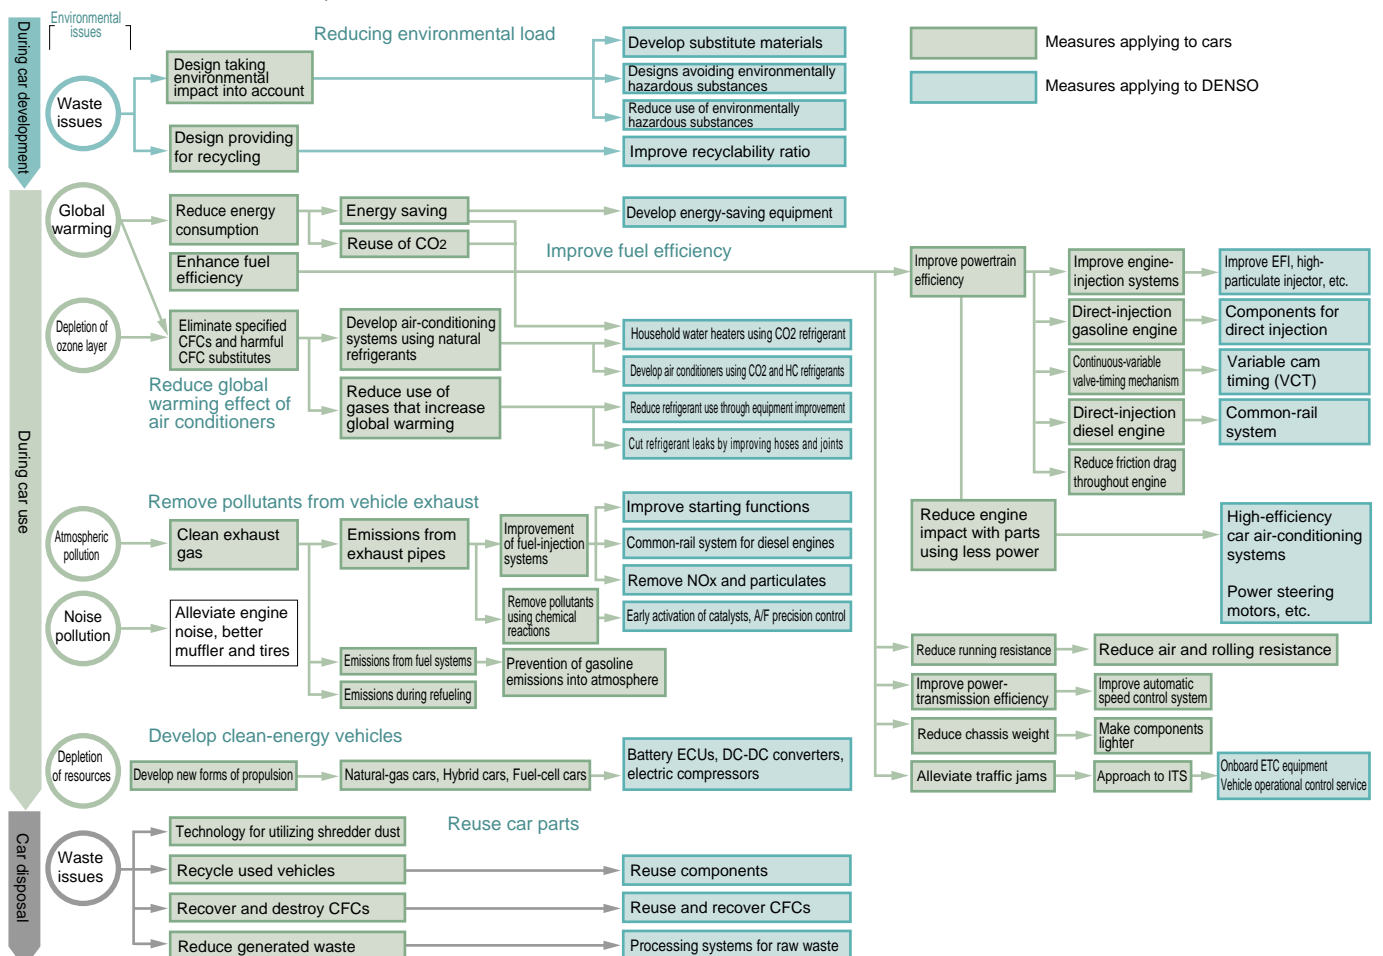 During car development
Environmental
issues
Reducing environmental load
Waste
issues
Design taking
environmental
impact into account
Develop substitute materials
Designs avoiding environmentally
hazardous substances
Reduce use of environmentally
hazardous substances
Design providing
for recycling
Improve recyclability ratio
Measures applying to cars
Measures applying to DENSO
During car use
Global
warming
Reduce energy
consumption
Energy saving
Reuse of CO2
Develop energy-saving equipment
Enhance fuel
efficiency
Improve fuel efficiency
Depletion of
ozone layer
Eliminate specified
CFCs and harmful
CFC substitutes
Develop air-conditioning
systems using natural
refrigerants
Household water heaters using CO2 refrigerant
Develop air conditioners using CO2 and HC refrigerants
Reduce global
warming effect of
air conditioners
Reduce use of
gases that increase
global warming
Reduce refrigerant use through equipment improvement
Cut refrigerant leaks by improving hoses and joints
Remove pollutants from vehicle exhaust
Atmospheric
pollution
Clean exhaust
gas
Emissions from
exhaust pipes
Improvement
of fuel-injection
systems
Improve starting functions
Common-rail system for diesel engines
Remove NOx and particulates
Remove pollutants
using chemical
reactions
Early activation of catalysts, A/F precision control
Noise
pollution
Alleviate engine
noise, better
muffler and tires
Emissions from fuel systems
Prevention of gasoline
emissions into atmosphere
Emissions during refueling
Develop clean-energy vehicles
Depletion
of resources
Develop new forms of propulsion
Natural-gas cars, Hybrid cars, Fuel-cell cars
Battery ECUs, DC-DC converters,
electric compressors
Improve powertrain
efficiency
Improve engine-
injection systems
Improve EFI, high-
particulate injector, etc.
Direct-injection
gasoline engine
Components for
direct injection
Continuous-variable
valve-timing mechanism
Variable cam
timing (VCT)
Direct-injection
diesel engine
Common-rail
system
Reduce friction drag
throughout engine
Reduce engine
impact with parts
using less power
High-efficiency
car air-conditioning
systems
Power steering
motors, etc.
Reduce running resistance
Reduce air and rolling resistance
Improve power-
transmission efficiency
Improve automatic
speed control system
Reduce chassis weight
Make components
lighter
Alleviate traffic jams
Approach to ITS
Onboard ETC equipment
Vehicle operational control service
Car disposal
Waste
issues
Reuse car parts
Technology for utilizing shredder dust
Recycle used vehicles
Reuse components
Recover and destroy CFCs
Reuse and recover CFCs
Reduce generated waste
Processing systems for raw waste